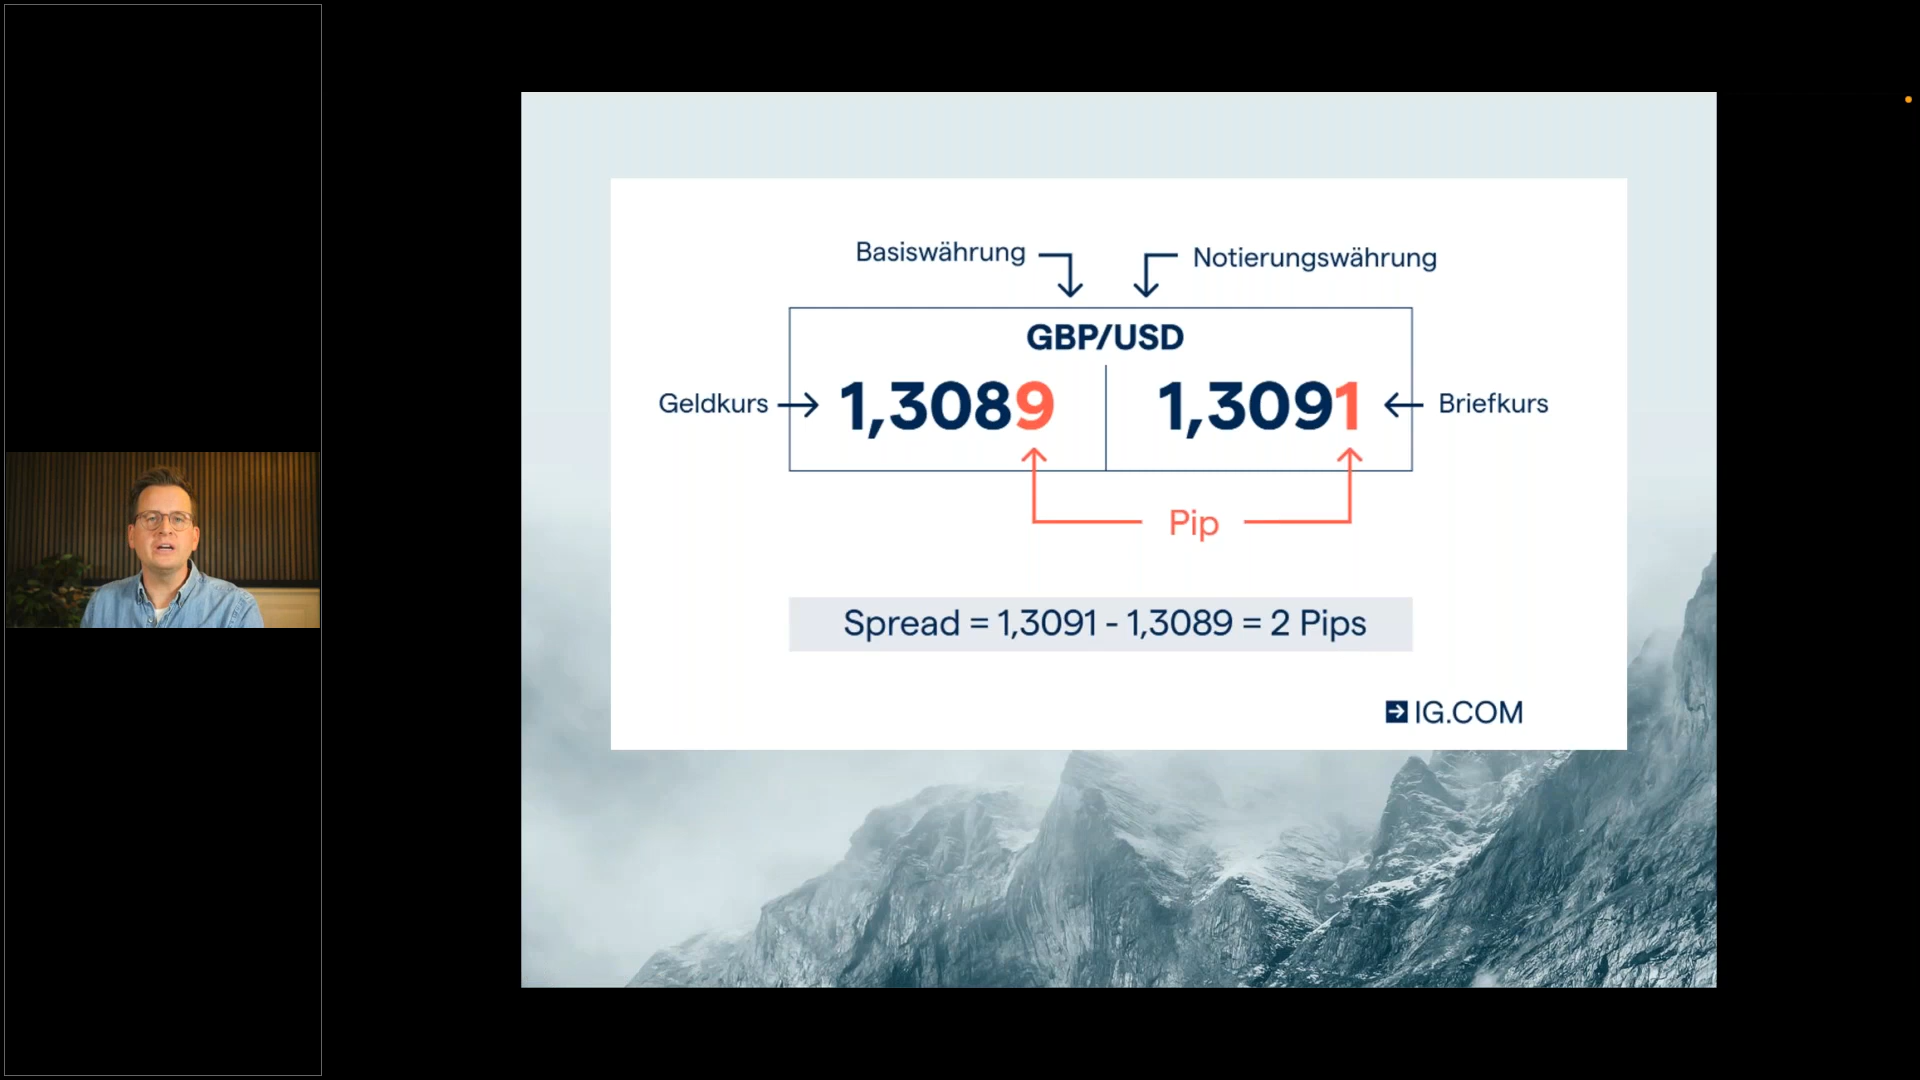 Basiswährung
Notierungswährung
GBP/USD
Geldkurs
1,3089
1,3091
Briefkurs
Pip
Spread = 1,3091 - 1,3089 = 2 Pips
IG.COM